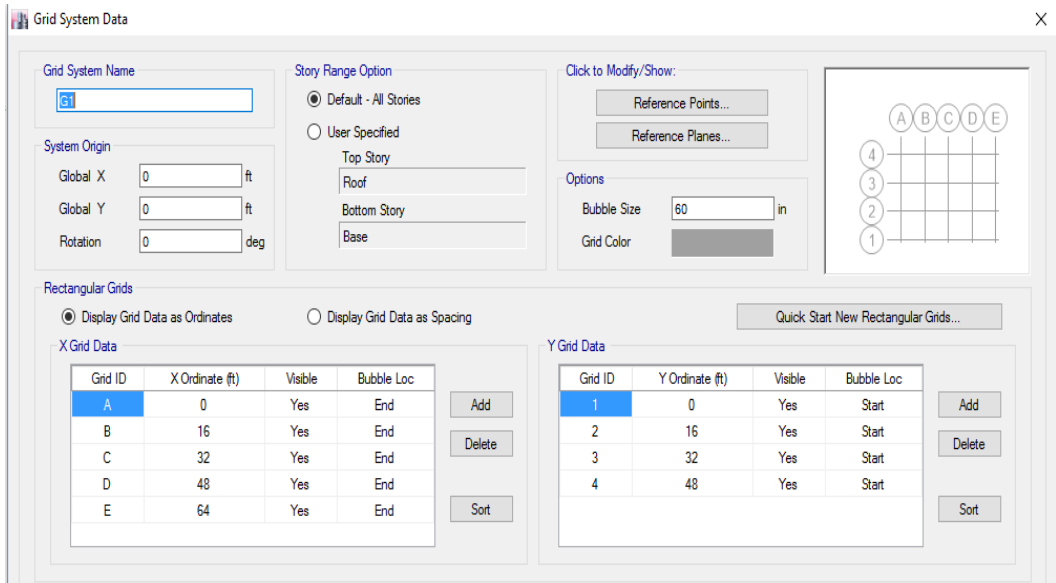 Grid System Data
X
Grid System Name
G1
System Origin
Global X 0 ft
Global Y 0 ft
Rotation 0 deg
Story Range Option
Default - All Stories
User Specified
Top Story
Roof
Bottom Story
Base
Click to Modify/Show:
Reference Points...
Reference Planes...
Options
Bubble Size 60 in
Grid Color
A B C D E
4
3
2
1
Rectangular Grids
Display Grid Data as Ordinates Display Grid Data as Spacing Quick Start New Rectangular Grids...
X Grid Data
Grid ID X Ordinate (ft) Visible Bubble Loc
A 0 Yes End
B 16 Yes End
C 32 Yes End
D 48 Yes End
E 64 Yes End
Add
Delete
Sort
Y Grid Data
Grid ID Y Ordinate (ft) Visible Bubble Loc
1 0 Yes Start
2 16 Yes Start
3 32 Yes Start
4 48 Yes Start
Add
Delete
Sort